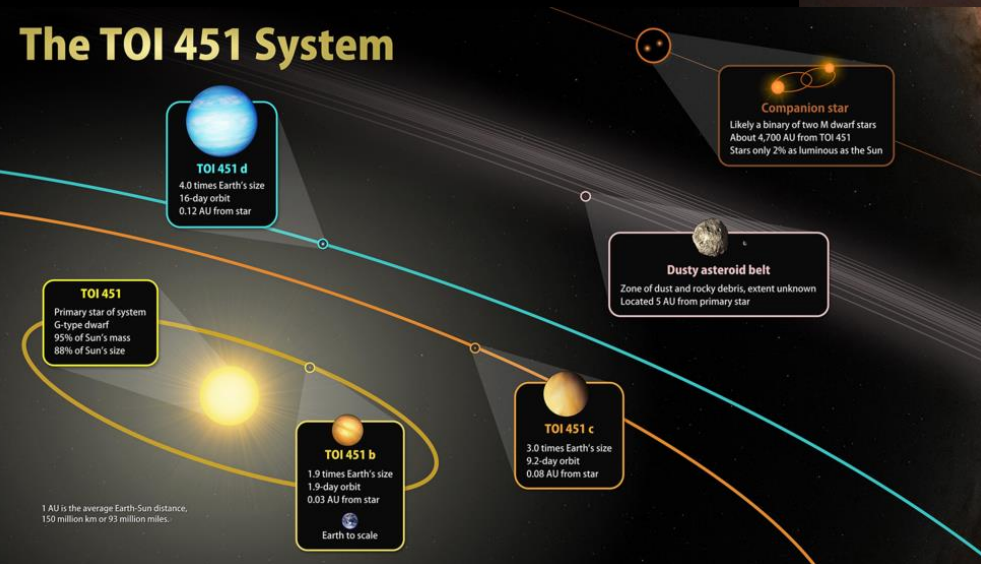 The TOI 451 System
Companion star
Likely a binary of two M dwarf stars
About 4,700 AU from TOI 451
Stars only 2% as luminous as the Sun
TOI 451 d
4.0 times Earth's size
16-day orbit
0.12 AU from star
Dusty asteroid belt
Zone of dust and rocky debris, extent unknown
Located 5 AU from primary star
TOI 451
Primary star of system
G-type dwarf
95% of Sun's mass
88% of Sun's size
TOI 451 c
3.0 times Earth's size
9.2-day orbit
0.08 AU from star
TOI 451 b
1.9 times Earth's size
1.9-day orbit
0.03 AU from star
Earth to scale
1 AU is the average Earth-Sun distance,
150 million km or 93 million miles.